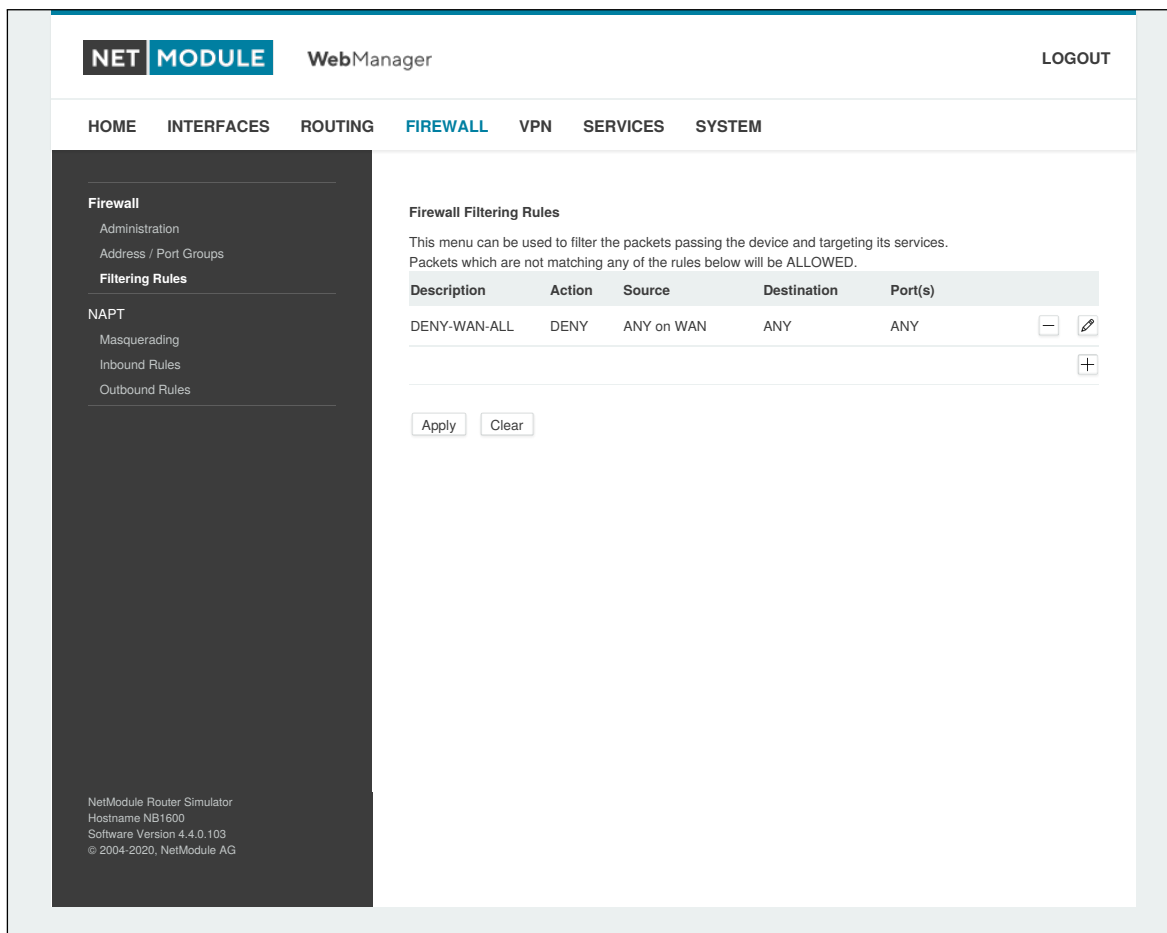 NET MODULE WebManager LOGOUT
HOME INTERFACES ROUTING FIREWALL VPN SERVICES SYSTEM
Firewall
Administration
Address / Port Groups
Filtering Rules
NAPT
Masquerading
Inbound Rules
Outbound Rules
Firewall Filtering Rules
This menu can be used to filter the packets passing the device and targeting its services.
Packets which are not matching any of the rules below will be ALLOWED.
Description Action Source Destination Port(s)
DENY-WAN-ALL DENY ANY on WAN ANY ANY
Apply Clear
NetModule Router Simulator
Hostname NB1600
Software Version 4.4.0.103
© 2004-2020, NetModule AG